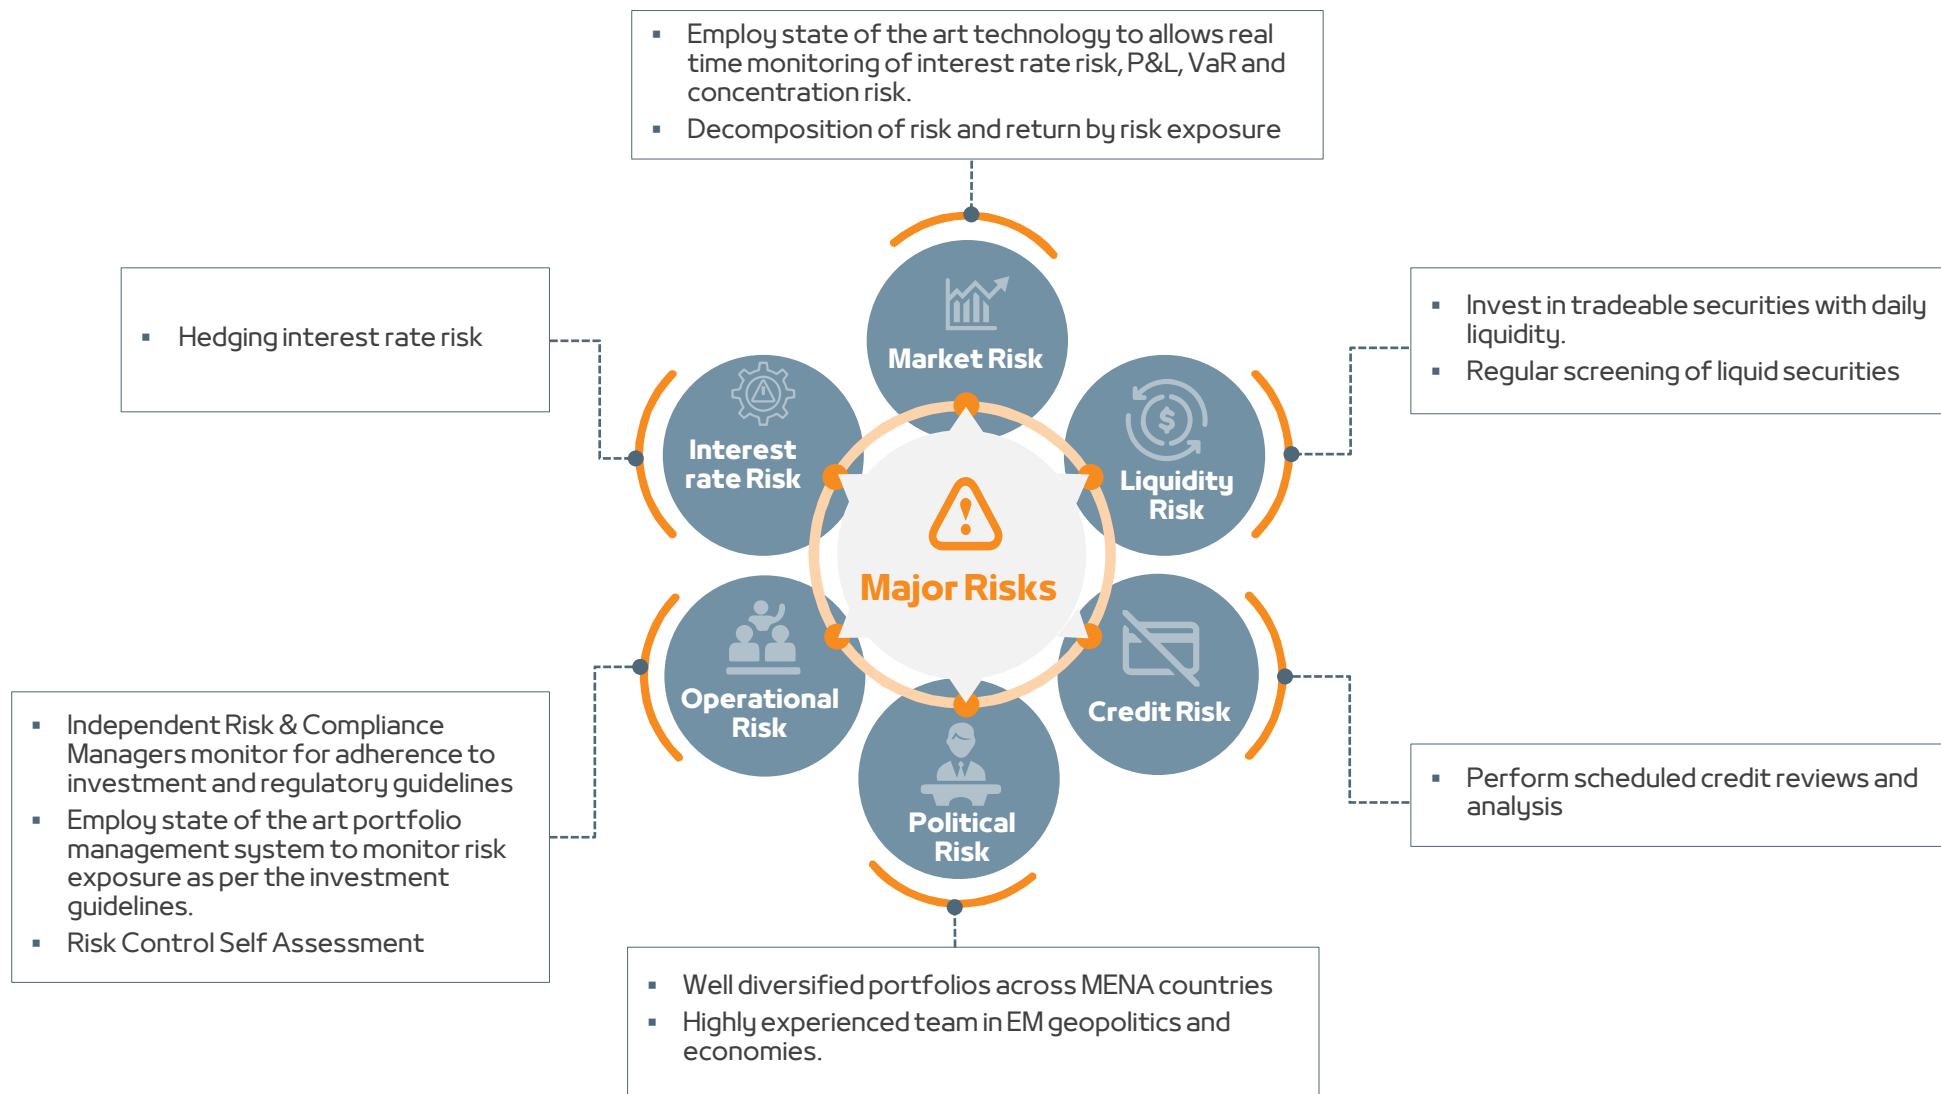 ▪ Employ state of the art technology to allows real
time monitoring of interest rate risk, P&L, VaR and
concentration risk.
▪ Decomposition of risk and return by risk exposure
▪ Hedging interest rate risk
▪ Invest in tradeable securities with daily
liquidity.
▪ Regular screening of liquid securities
Market Risk
Interest
rate Risk
Liquidity
Risk
Major Risks
Operational
Risk
Credit Risk
Political
Risk
▪ Independent Risk & Compliance
Managers monitor for adherence to
investment and regulatory guidelines
▪ Employ state of the art portfolio
management system to monitor risk
exposure as per the investment
guidelines.
▪ Risk Control Self Assessment
▪ Perform scheduled credit reviews and
analysis
▪ Well diversified portfolios across MENA countries
▪ Highly experienced team in EM geopolitics and
economies.